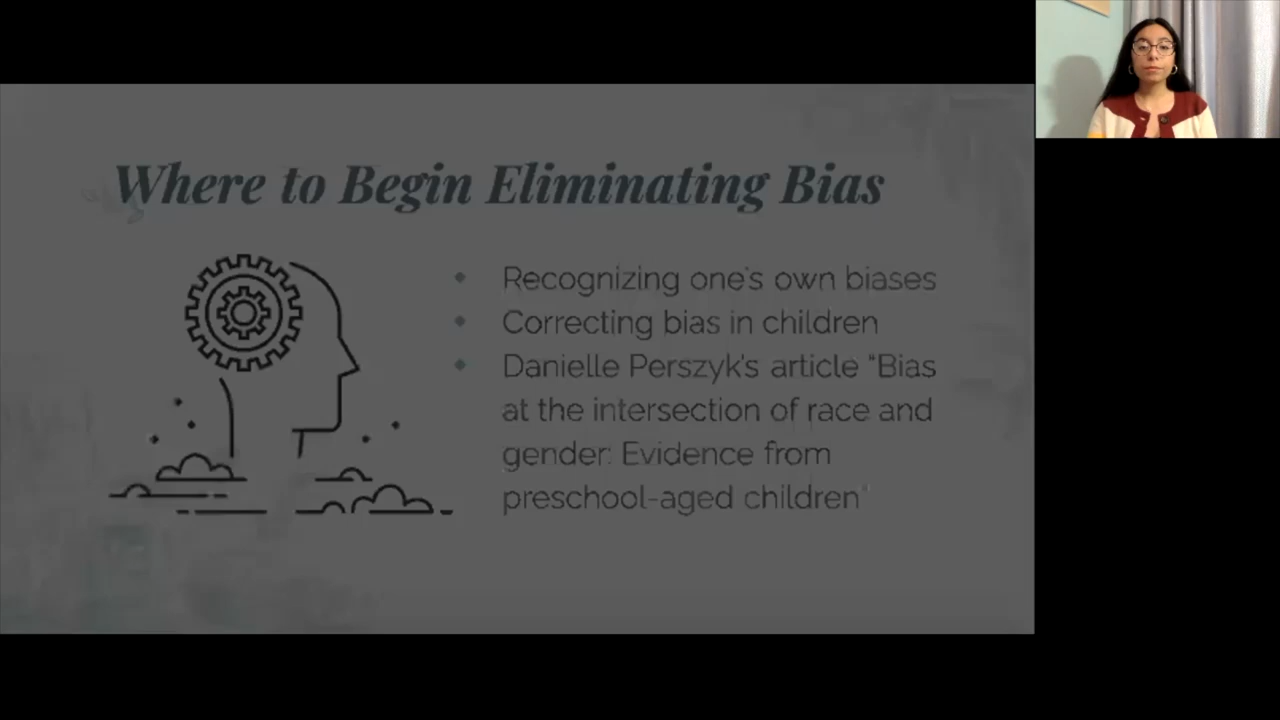 Where to Begin Eliminating Bias
Recognizing one's own biases
Correcting bias in children
Danielle Perszyk's article "Bias
at the intersection of race and
gender: Evidence from
preschool-aged children"